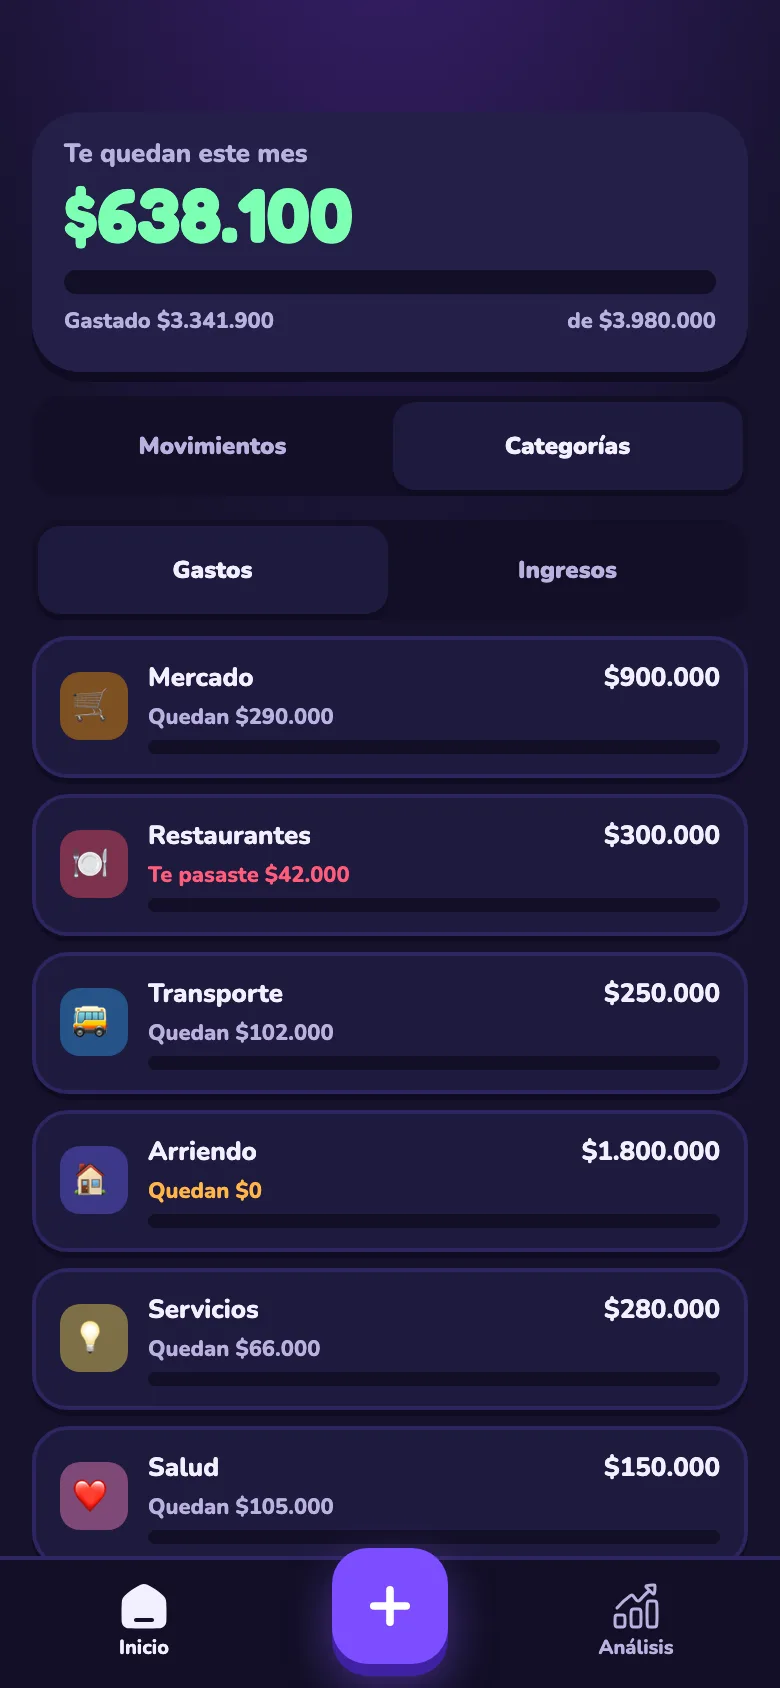 Te quedan este mes
$638.100
Gastado $3.341.900 de $3.980.000
Movimientos Categorías
Gastos Ingresos
Mercado $900.000
Quedan $290.000
Restaurantes $300.000
Te pasaste $42.000
Transporte $250.000
Quedan $102.000
Arriendo $1.800.000
Quedan $0
Servicios $280.000
Quedan $66.000
Salud $150.000
Quedan $105.000
Inicio Análisis